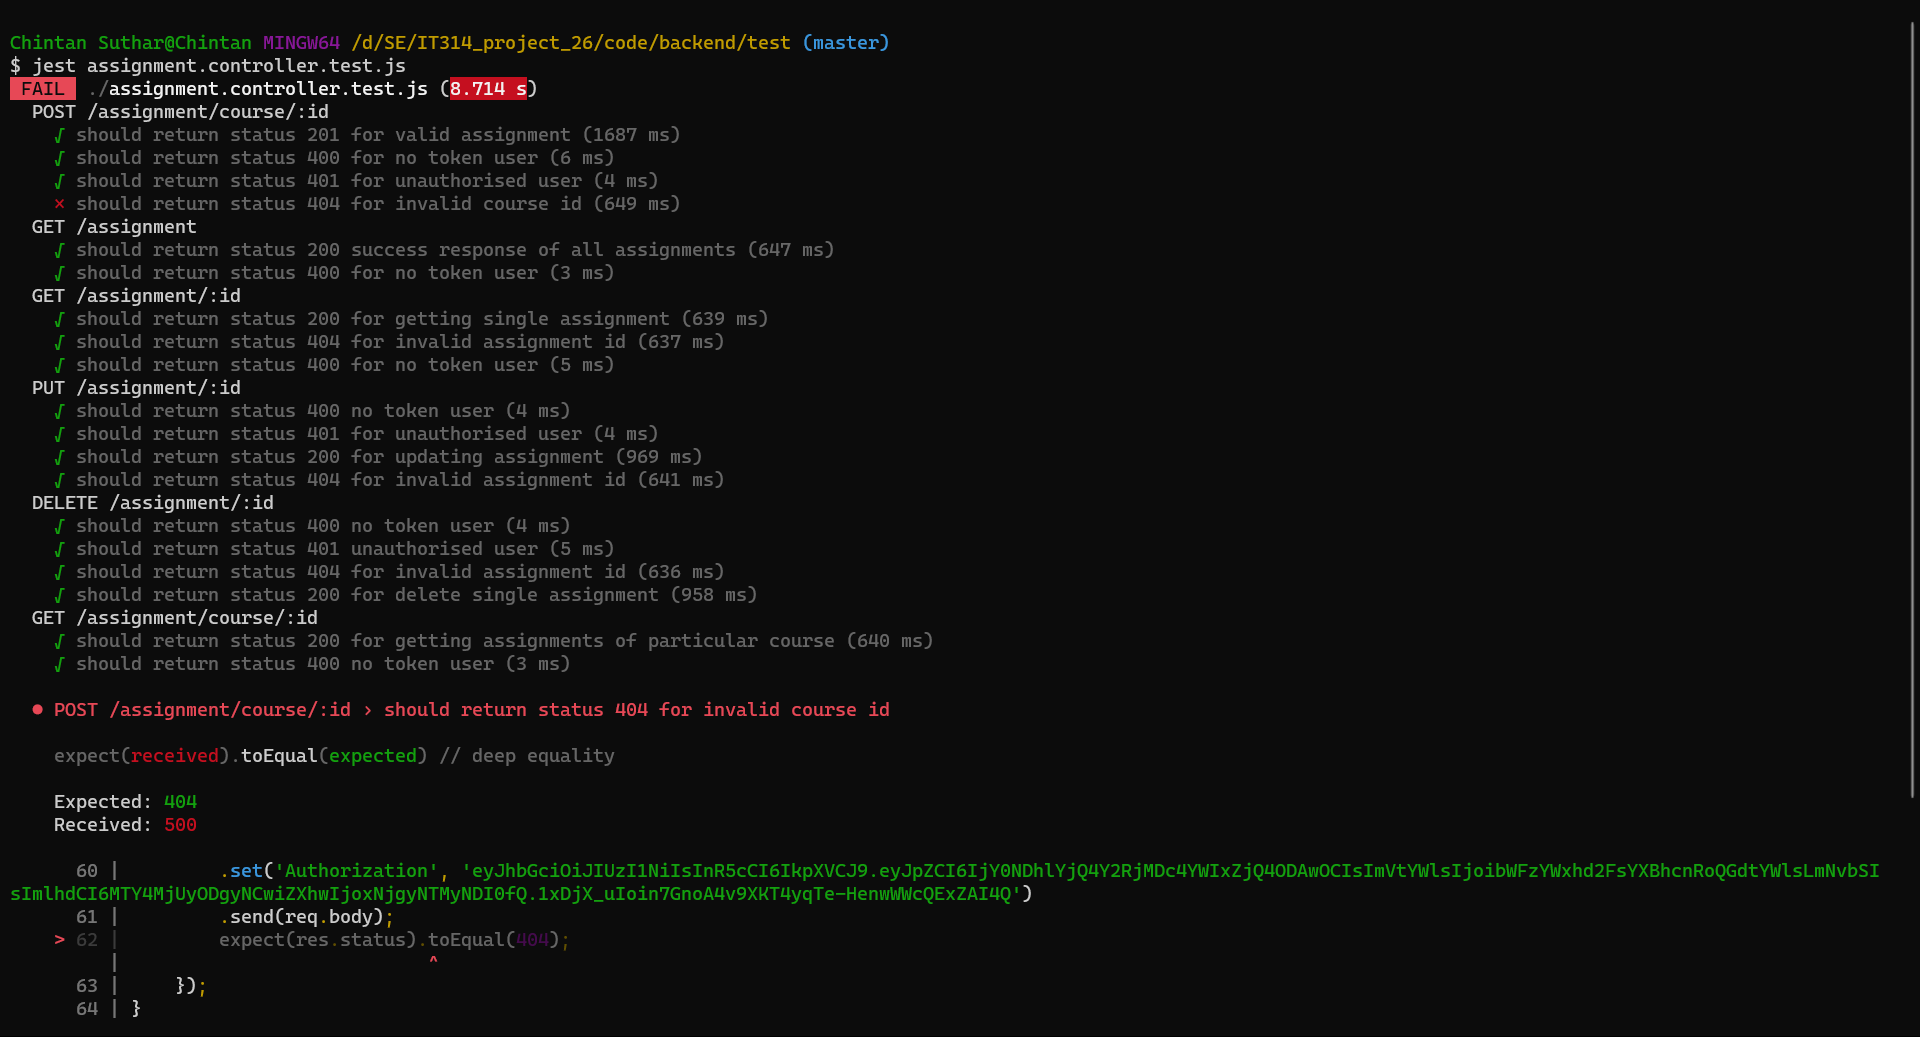 Chintan Suthar@Chintan MINGW64 /d/SE/IT314_project_26/code/backend/test (master)
$ jest assignment.controller.test.js
FAIL ./assignment.controller.test.js (8.714 s)
POST /assignment/course/:id
√ should return status 201 for valid assignment (1687 ms)
√ should return status 400 for no token user (6 ms)
√ should return status 401 for unauthorised user (4 ms)
× should return status 404 for invalid course id (649 ms)
GET /assignment
√ should return status 200 success response of all assignments (647 ms)
√ should return status 400 for no token user (3 ms)
GET /assignment/:id
√ should return status 200 for getting single assignment (639 ms)
√ should return status 404 for invalid assignment id (637 ms)
√ should return status 400 for no token user (5 ms)
PUT /assignment/:id
√ should return status 400 no token user (4 ms)
√ should return status 401 for unauthorised user (4 ms)
√ should return status 200 for updating assignment (969 ms)
√ should return status 404 for invalid assignment id (641 ms)
DELETE /assignment/:id
√ should return status 400 no token user (4 ms)
√ should return status 401 unauthorised user (5 ms)
√ should return status 404 for invalid assignment id (636 ms)
√ should return status 200 for delete single assignment (958 ms)
GET /assignment/course/:id
√ should return status 200 for getting assignments of particular course (640 ms)
√ should return status 400 no token user (3 ms)
● POST /assignment/course/:id › should return status 404 for invalid course id
expect(received).toEqual(expected) // deep equality
Expected: 404
Received: 500
60 | .set('Authorization', 'eyJhbGciOiJIUzI1NiIsInR5cCI6IkpXVCJ9.eyJpZCI6IjY0NDhlYjQ4Y2RjMDc4YWIxZjQ4ODAwOCIsImVtYWlsIjoibWFzYWxhd2FsYXBhcnRoQGdtYWlsLmNvbSI
sImlhdCI6MTY4MjUyODgyNCwiZXhwIjoxNjgyNTMyNDI0fQ.1xDjX_uIoin7GnoA4v9XKT4yqTe-HenwWWcQExZAI4Q')
61 | .send(req.body);
> 62 | expect(res.status).toEqual(404);
| ^
63 | });
64 | }